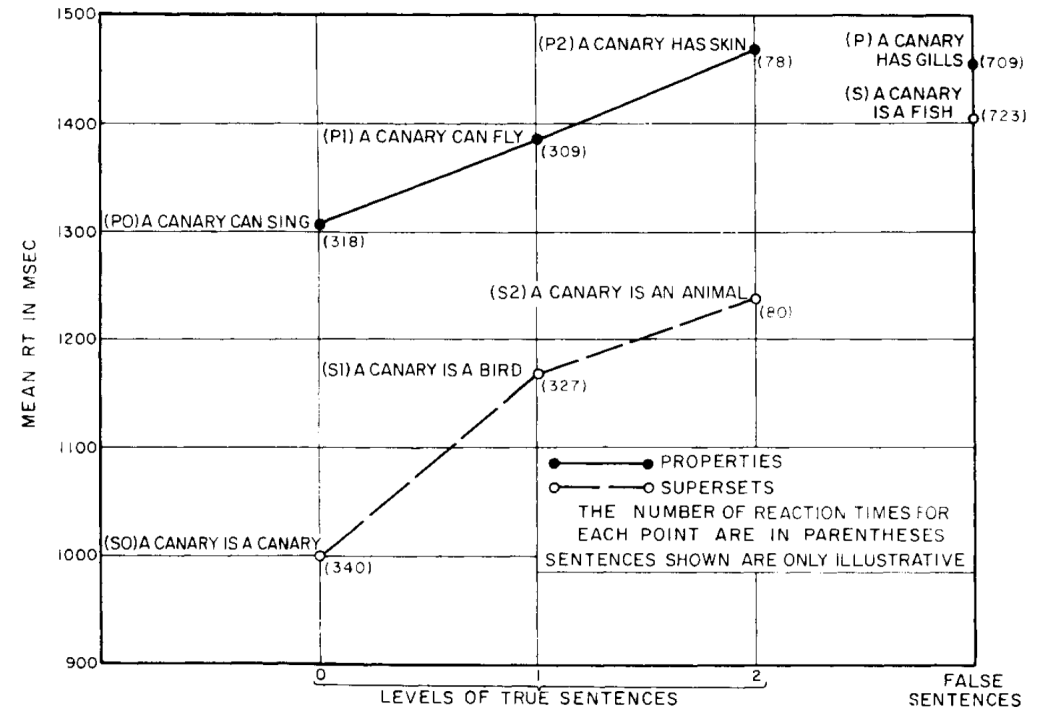 1500
(P2) A CANARY HAS SKIN
(78)
(P) A CANARY
HAS GILLS
(709)
(S) A CANARY
IS A FISH
(723)
1400
(P1) A CANARY CAN FLY
(309)
1300
(PO) A CANARY CAN SING
(318)
(S2) A CANARY IS AN ANIMAL
(80)
1200
(S1) A CANARY IS A BIRD
(327)
1100
PROPERTIES
SUPERSETS
THE NUMBER OF REACTION TIMES FOR
EACH POINT ARE IN PARENTHESES
SENTENCES SHOWN ARE ONLY ILLUSTRATIVE
(SO) A CANARY IS A CANARY
1000
(340)
900
MEAN RT IN MSEC
0
1
2
LEVELS OF TRUE SENTENCES
FALSE
SENTENCES